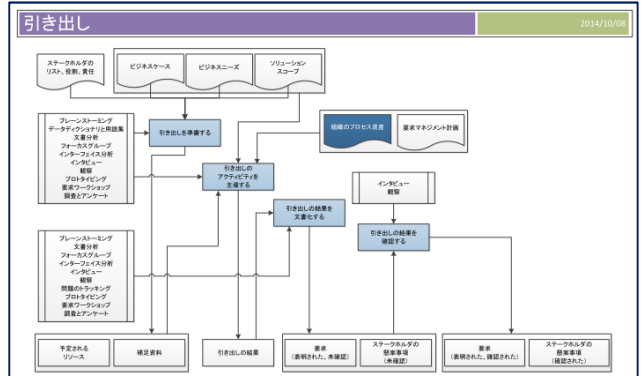 引き出し
2014/10/08
ステークホルダの
リスト、役割、責任
ビジネスケース
ビジネスニーズ
ソリューション
スコープ
ブレーンストーミング
データディクショナリと用語集
文書分析
フォーカスグループ
インターフェイス分析
インタビュー
観察
プロトタイピング
要求ワークショップ
調査とアンケート
引き出しを準備する
組織のプロセス資産
要求マネジメント計画
引き出しの
アクティビティを
主導する
インタビュー
観察
引き出しの結果を
文書化する
引き出しの結果を
確認する
ブレーンストーミング
文書分析
フォーカスグループ
インターフェイス分析
インタビュー
観察
問題のトラッキング
プロトタイピング
要求ワークショップ
調査とアンケート
予定される
リソース
補足資料
引き出しの結果
要求
(表明された、未確認)
ステークホルダの
懸案事項
(未確認)
要求
(表明された、確認された)
ステークホルダの
懸案事項
(確認された)